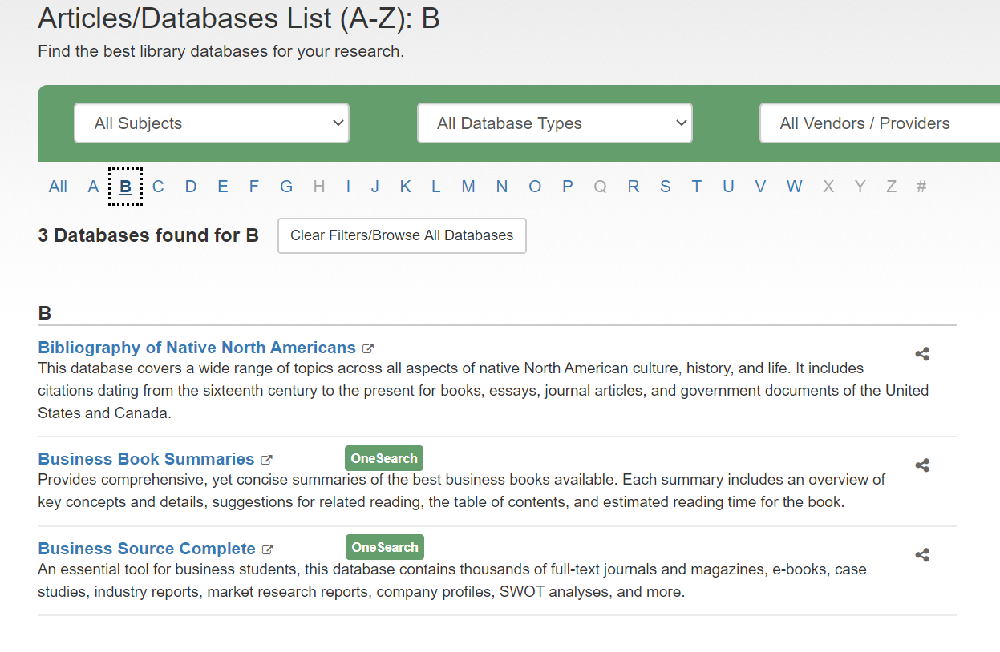 Articles/Databases List (A-Z): B
Find the best library databases for your research.
All Subjects All Database Types All Vendors / Providers
All A B C D E F G H I J K L M N O P Q R S T U V W X Y Z #
3 Databases found for B Clear Filters/Browse All Databases
B
Bibliography of Native North Americans
This database covers a wide range of topics across all aspects of native North American culture, history, and life. It includes
citations dating from the sixteenth century to the present for books, essays, journal articles, and government documents of the United
States and Canada.
Business Book Summaries OneSearch
Provides comprehensive, yet concise summaries of the best business books available. Each summary includes an overview of
key concepts and details, suggestions for related reading, the table of contents, and estimated reading time for the book.
Business Source Complete OneSearch
An essential tool for business students, this database contains thousands of full-text journals and magazines, e-books, case
studies, industry reports, market research reports, company profiles, SWOT analyses, and more.